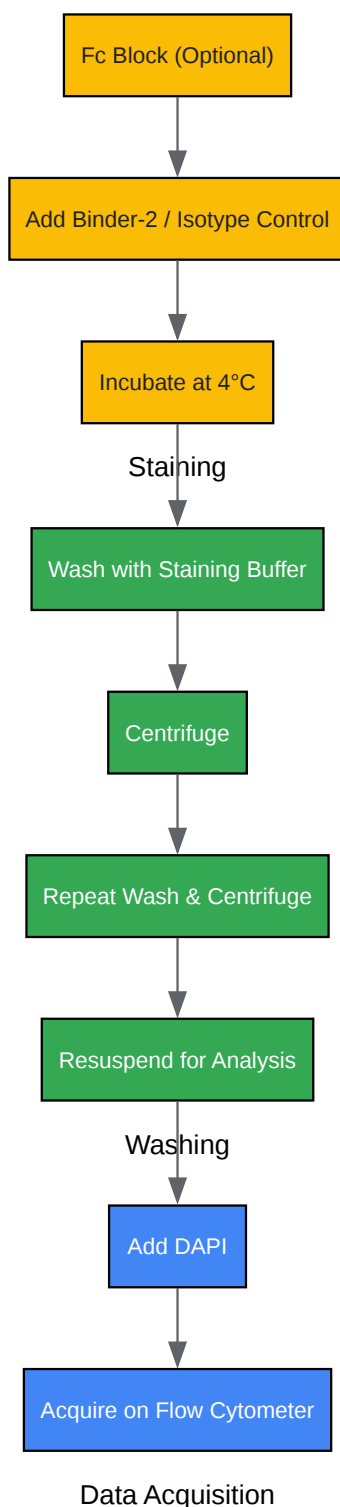 Fc Block (Optional)
Add Binder-2 / Isotype Control
Incubate at 4°C
Staining
Wash with Staining Buffer
Centrifuge
Repeat Wash & Centrifuge
Resuspend for Analysis
Washing
Add DAPI
Acquire on Flow Cytometer
Data Acquisition